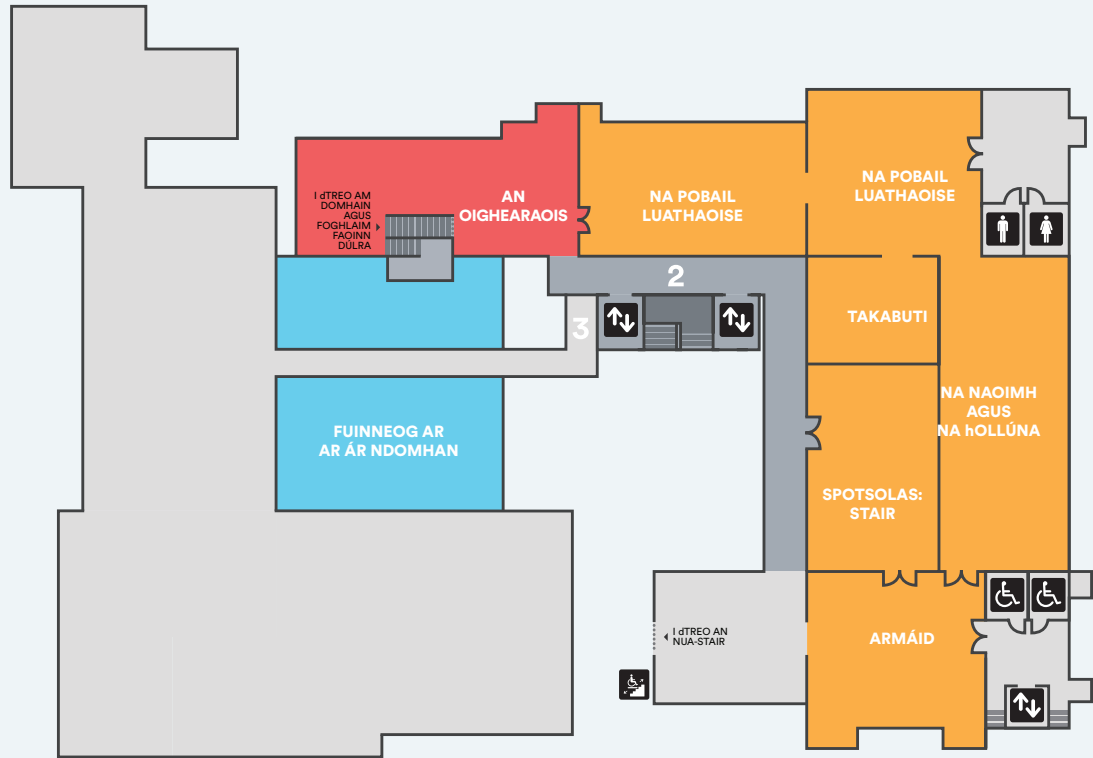 I dTREO AM
DOMHAIN
AGUS
FOGHLAIM
FAOINN
DÚLRA
AN
OIGHEARAOIS
NA POBAIL
LUATHAOISE
NA POBAIL
LUATHAOISE
2
3
TAKABUTI
NA NAOIMH
AGUS
NA hOLLÚNA
FUINNEOG AR
AR ÁR NDOMHAN
SPOTSOLAS:
STAIR
I dTREO AN
NUA-STAIR
ARMÁID